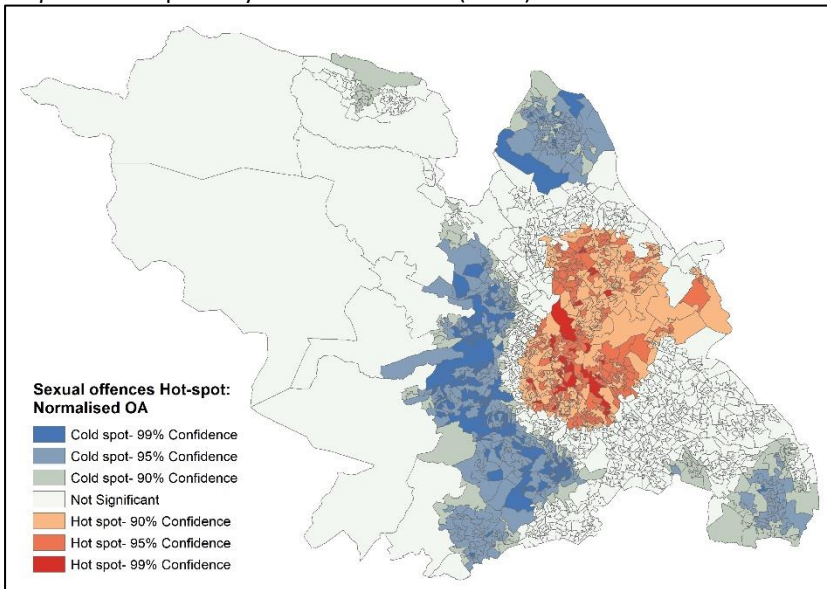 Sexual offences Hot-spot:
Normalised OA
Cold spot- 99% Confidence
Cold spot- 95% Confidence
Cold spot- 90% Confidence
Not Significant
Hot spot- 90% Confidence
Hot spot- 95% Confidence
Hot spot- 99% Confidence